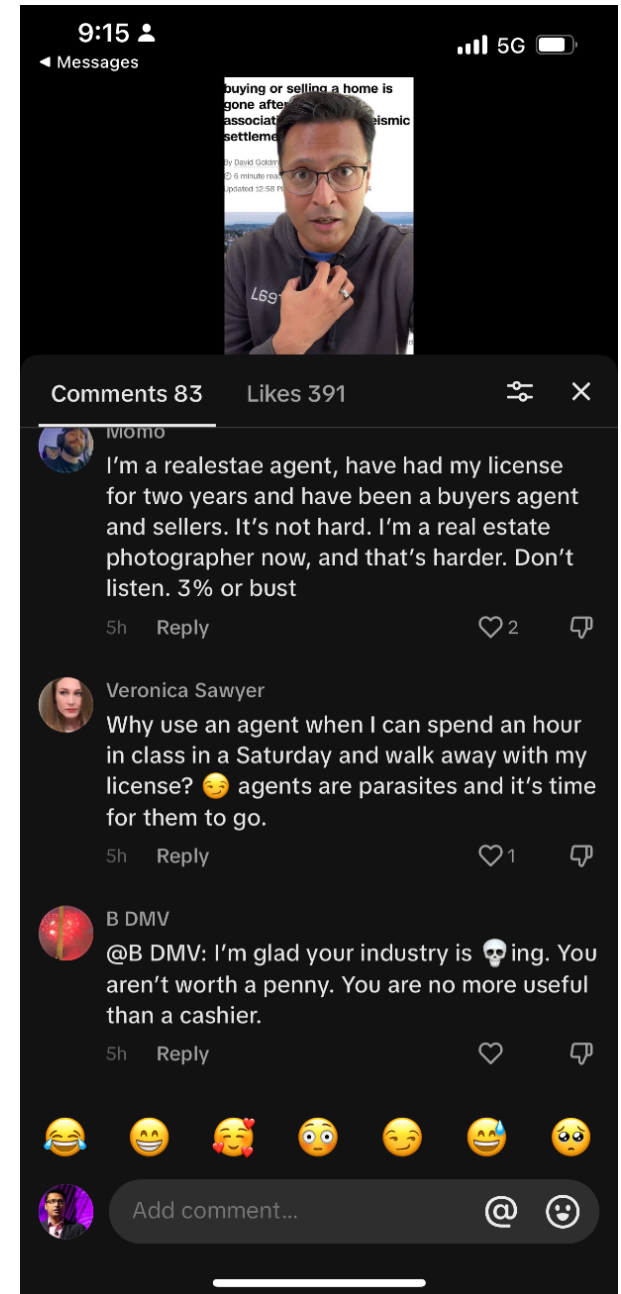 9:15
5G
◀ Messages
buying or selling a home is
gone after
associati eismic
settleme
By David Goldm
6 minute rea
Updated 12:58 P
L69
Comments 83
Likes 391
Momo
I'm a realestae agent, have had my license
for two years and have been a buyers agent
and sellers. It's not hard. I'm a real estate
photographer now, and that's harder. Don't
listen. 3% or bust
5h Reply 2
Veronica Sawyer
Why use an agent when I can spend an hour
in class in a Saturday and walk away with my
license? 😏 agents are parasites and it's time
for them to go.
5h Reply 1
B DMV
@B DMV: I'm glad your industry is 💀ing. You
aren't worth a penny. You are no more useful
than a cashier.
5h Reply
😂 😁 🥰 😳 😏 😅 🥺
Add comment...
@